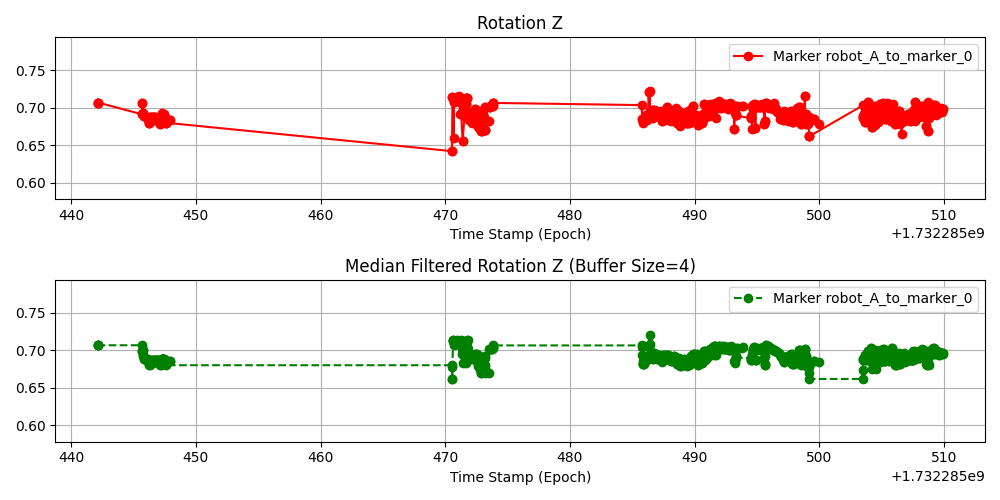 Rotation Z
Marker robot_A_to_marker_0
0.75
0.70
0.65
0.60
440 450 460 470 480 490 500 510
Time Stamp (Epoch)
+1.732285e9
Median Filtered Rotation Z (Buffer Size=4)
Marker robot_A_to_marker_0
0.75
0.70
0.65
0.60
440 450 460 470 480 490 500 510
Time Stamp (Epoch)
+1.732285e9